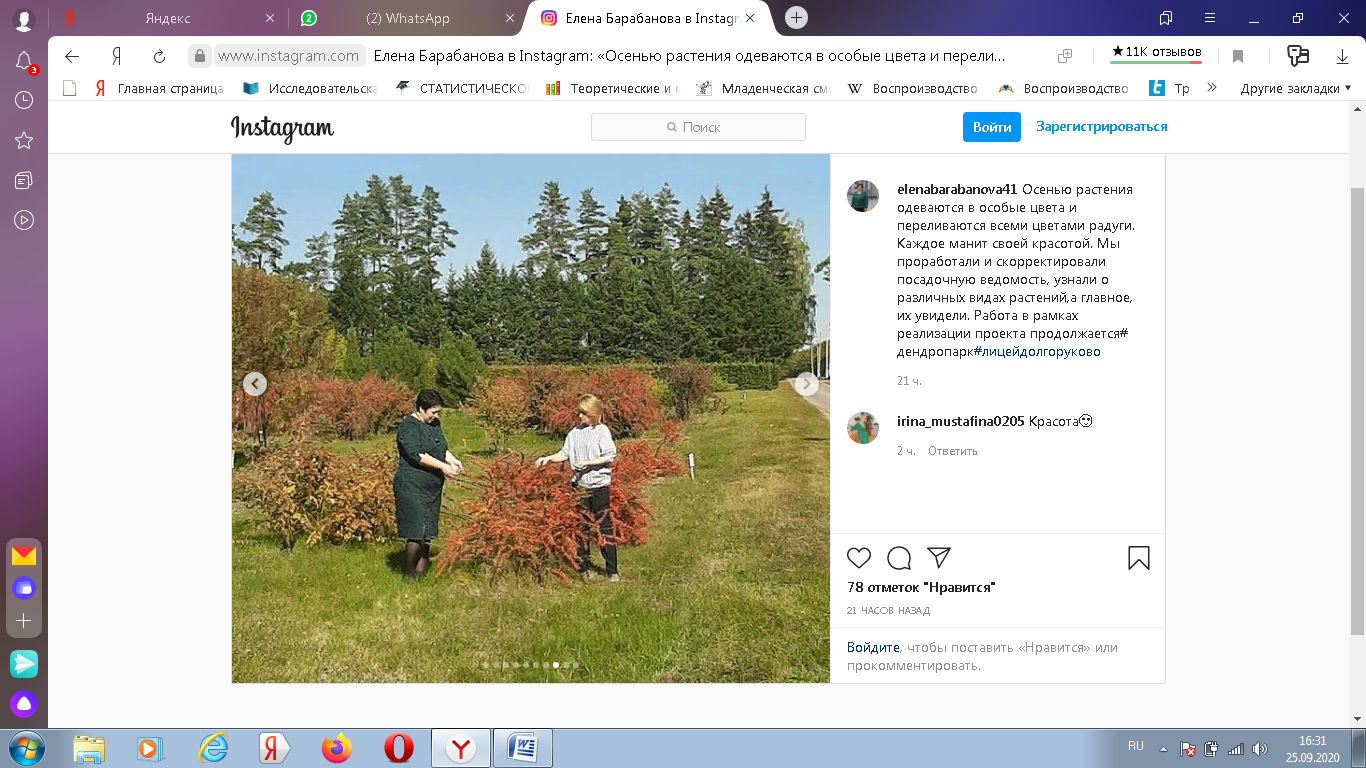 Яндекс
(2) WhatsApp
Елена Барабанова в Instagr
www.instagram.com
Елена Барабанова в Instagram: «Осенью растения одеваются в особые цвета и перели...
★11K отзывов
3
Главная страница
Исследовательска
СТАТИСТИЧЕСКО
Теоретические и м
Младенческая см
Воспроизводство
Воспроизводство
Тр
»
Другие закладки
Instagram
Поиск
Войти
Зарегистрироваться
elenabarabanova41 Осенью растения
одеваются в особые цвета и
переливаются всеми цветами радуги.
Каждое манит своей красотой. Мы
проработали и скорректировали
посадочную ведомость, узнали о
различных видах растений,а главное,
их увидели. Работа в рамках
реализации проекта продолжается#
дендропарк#лицейдолгоруково
21 ч.
irina_mustafina0205 Красота
2 ч. Ответить
78 отметок "Нравится"
21 ЧАСОВ НАЗАД
Войдите, чтобы поставить «Нравится» или
прокомментировать.
RU
16:31
25.09.2020